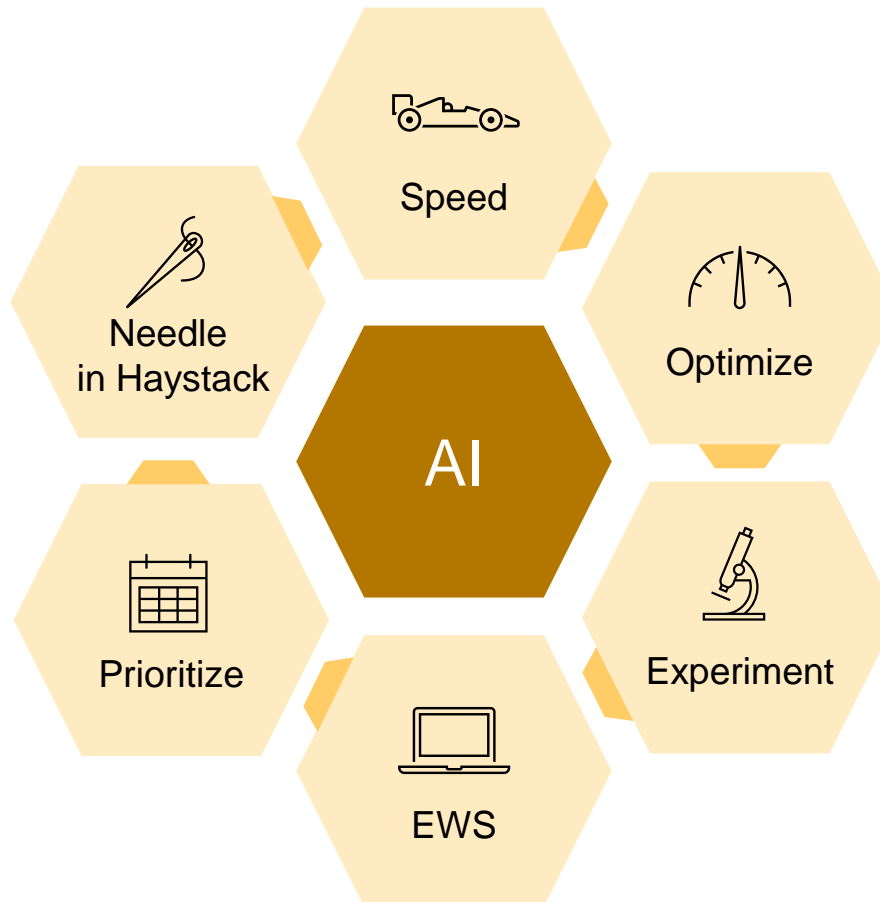 Speed
Needle
in Haystack
Optimize
AI
Prioritize
Experiment
EWS